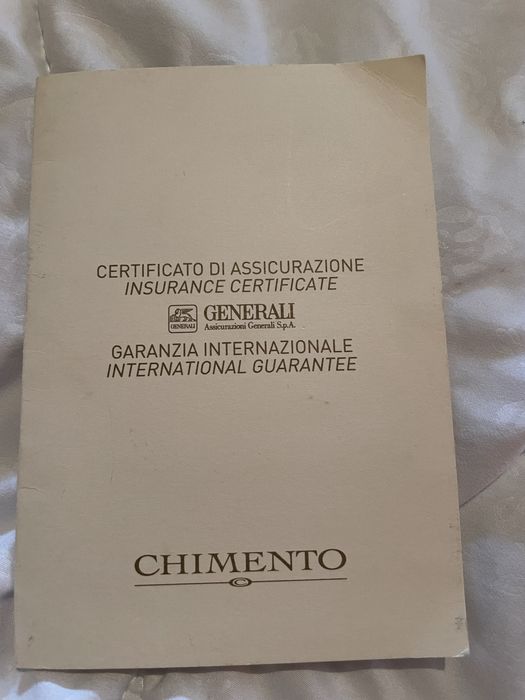 CERTIFICATO DI ASSICURAZIONE
INSURANCE CERTIFICATE
GENERALI
GENERALI
Assicurazioni Generali S.p.A.
GARANZIA INTERNAZIONALE
INTERNATIONAL GUARANTEE
CHIMENTO
C